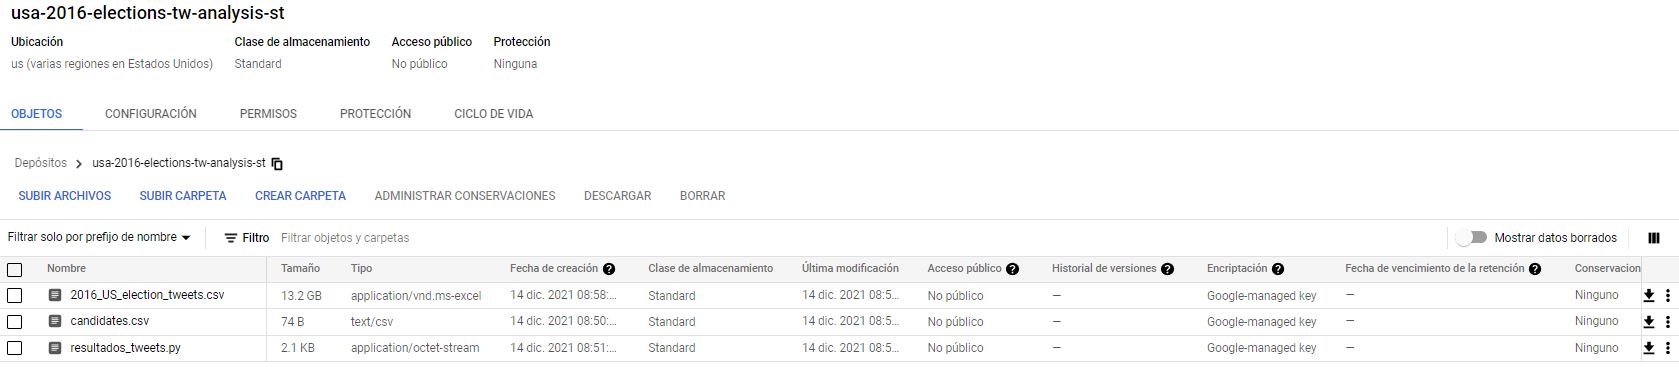 usa-2016-elections-tw-analysis-st
Ubicación Clase de almacenamiento Acceso público Protección
us (varias regiones en Estados Unidos) Standard No público Ninguna
OBJETOS CONFIGURACIÓN PERMISOS PROTECCIÓN CICLO DE VIDA
Depósitos usa-2016-elections-tw-analysis-st
SUBIR ARCHIVOS SUBIR CARPETA CREAR CARPETA ADMINISTRAR CONSERVACIONES DESCARGAR BORRAR
Filtrar solo por prefijo de nombre Filtro Filtrar objetos y carpetas Mostrar datos borrados
Nombre Tamaño Tipo Fecha de creación Clase de almacenamiento Última modificación Acceso público Historial de versiones Encriptación Fecha de vencimiento de la retención Conservacion
2016_US_election_tweets.csv 13.2 GB application/vnd.ms-excel 14 dic. 2021 08:58:... Standard 14 dic. 2021 08:5... No público — Google-managed key — Ninguno
candidates.csv 74 B text/csv 14 dic. 2021 08:50:... Standard 14 dic. 2021 08:5... No público — Google-managed key — Ninguno
resultados_tweets.py 2.1 KB application/octet-stream 14 dic. 2021 08:51:... Standard 14 dic. 2021 08:5... No público — Google-managed key — Ninguno